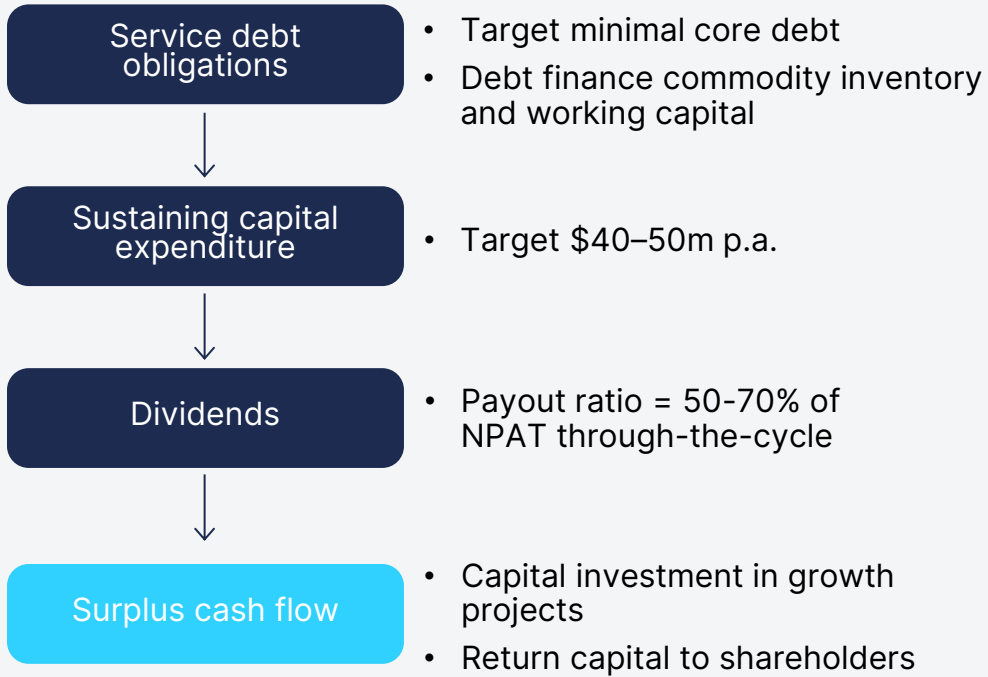 Service debt
obligations
• Target minimal core debt
• Debt finance commodity inventory
and working capital
Sustaining capital
expenditure
• Target $40–50m p.a.
Dividends
• Payout ratio = 50-70% of
NPAT through-the-cycle
Surplus cash flow
• Capital investment in growth
projects
• Return capital to shareholders